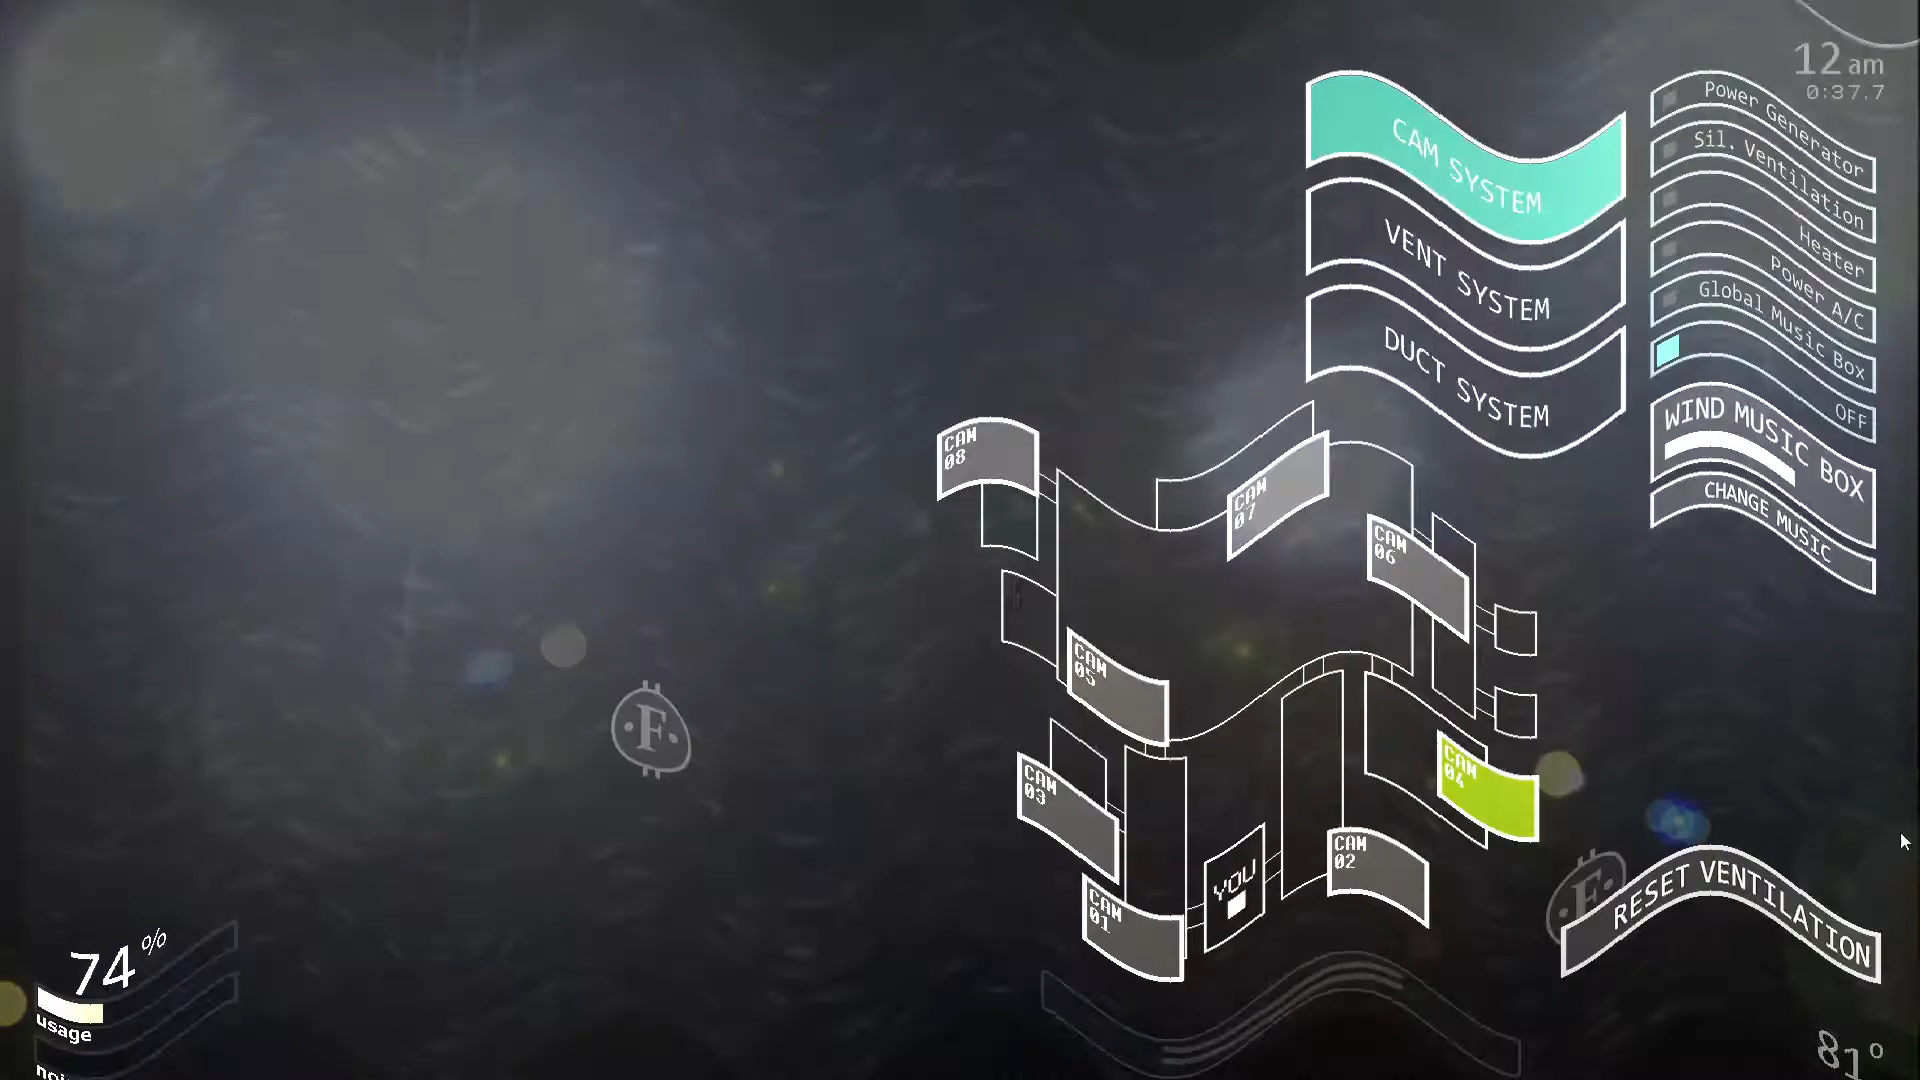 12 am
0:37.7
CAM SYSTEM
VENT SYSTEM
DUCT SYSTEM
Power Generator
Sil. Ventilation
Heater
Power A/C
Global Music Box
OFF
WIND MUSIC BOX
CHANGE MUSIC
CAM
08
CAM
07
CAM
06
CAM
05
CAM
04
CAM
03
CAM
02
CAM
01
YOU
F
F
RESET VENTILATION
74 %
usage
81°